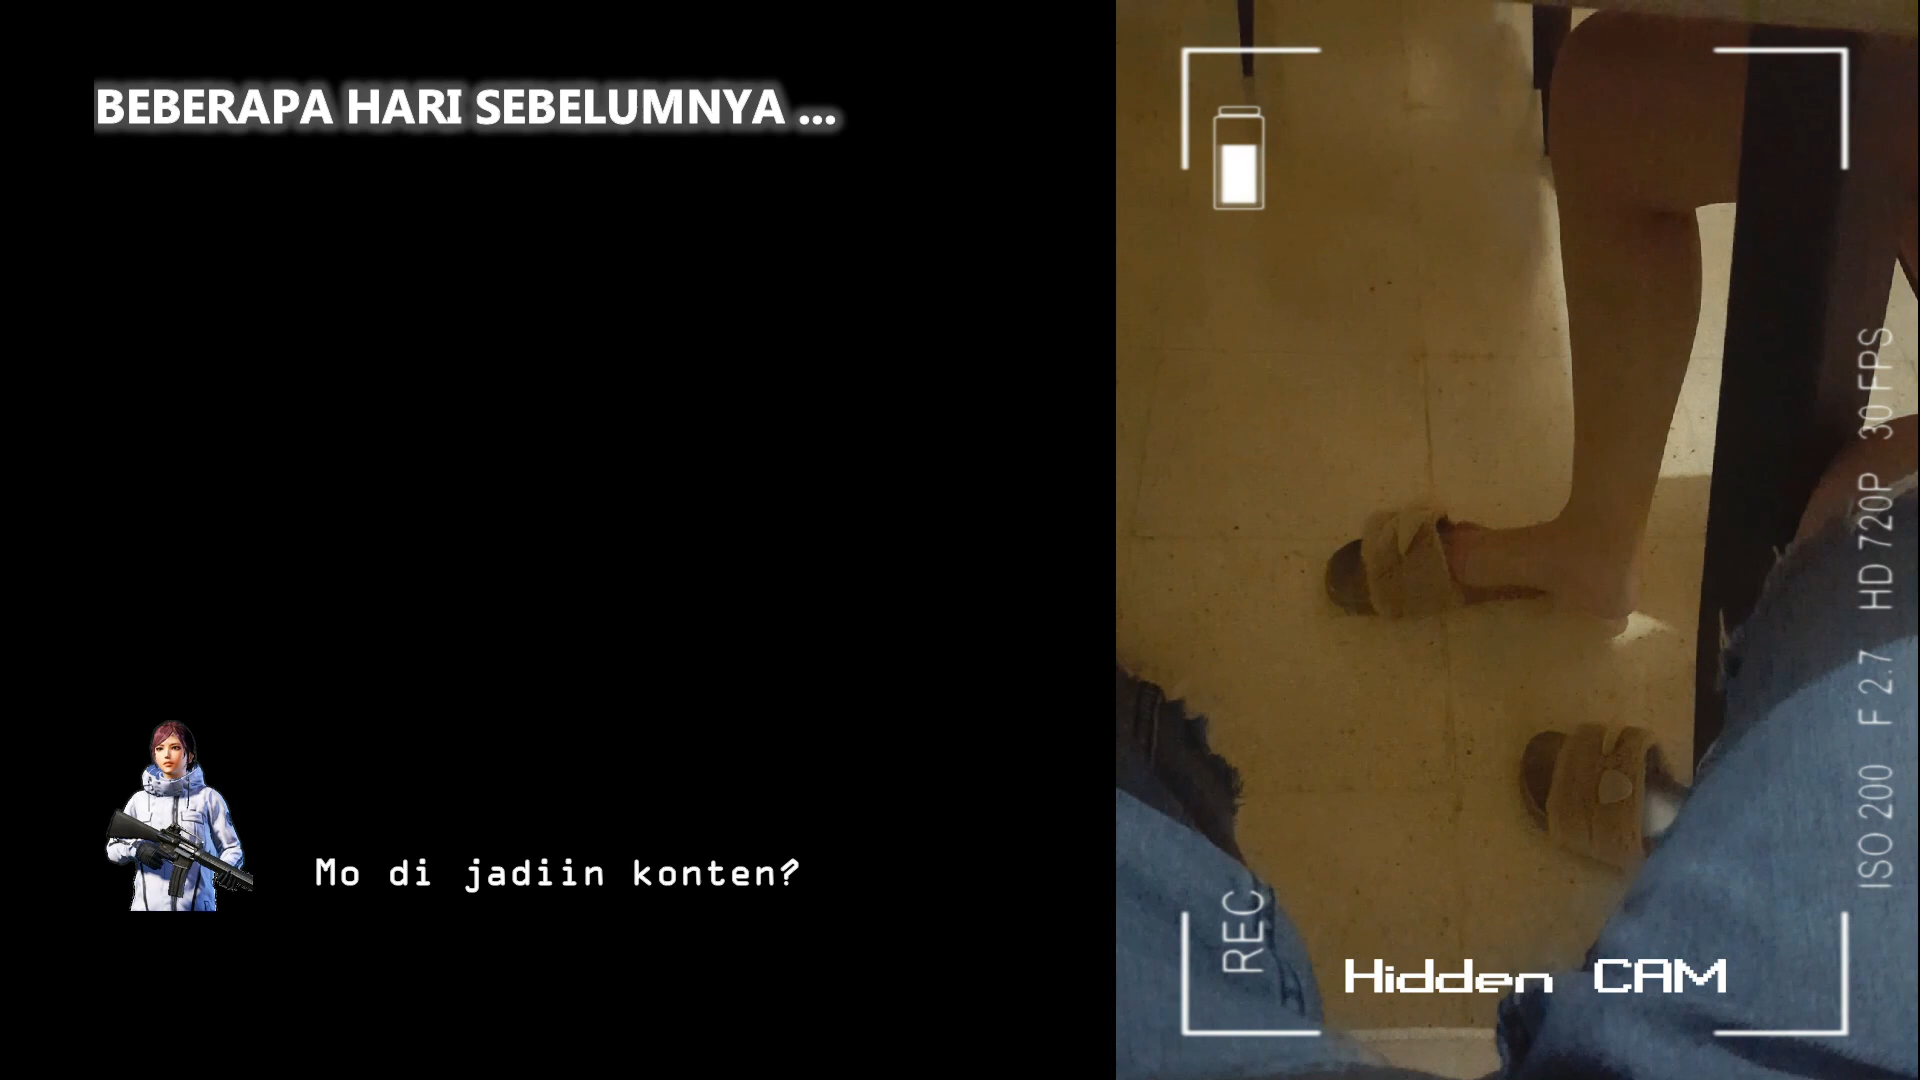 BEBERAPA HARI SEBELUMNYA ...
Mo di jadiin konten?
REC
Hidden CAM
ISO 200 F 2.7 HD 720P 30 FPS